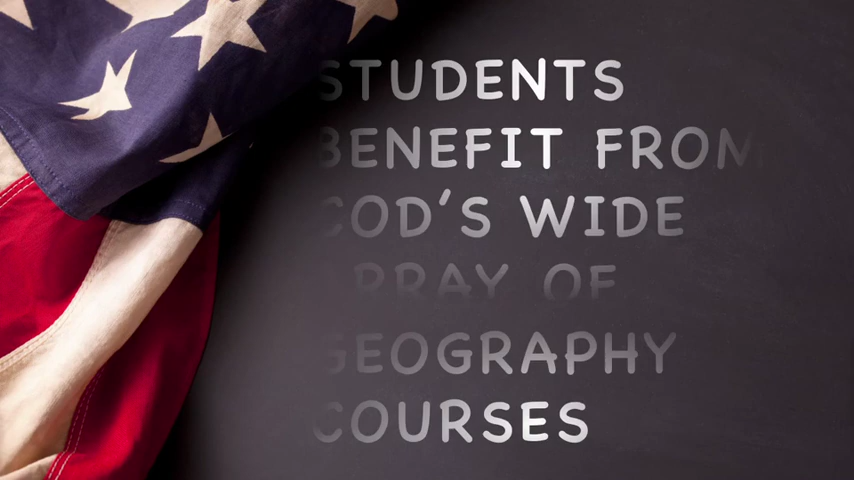 STUDENTS
BENEFIT FROM
COD'S WIDE
ARRAY OF
GEOGRAPHY
COURSES